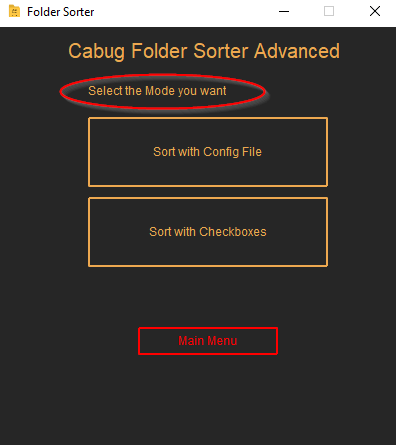 Folder Sorter
Cabug Folder Sorter Advanced
Select the Mode you want
Sort with Config File
Sort with Checkboxes
Main Menu